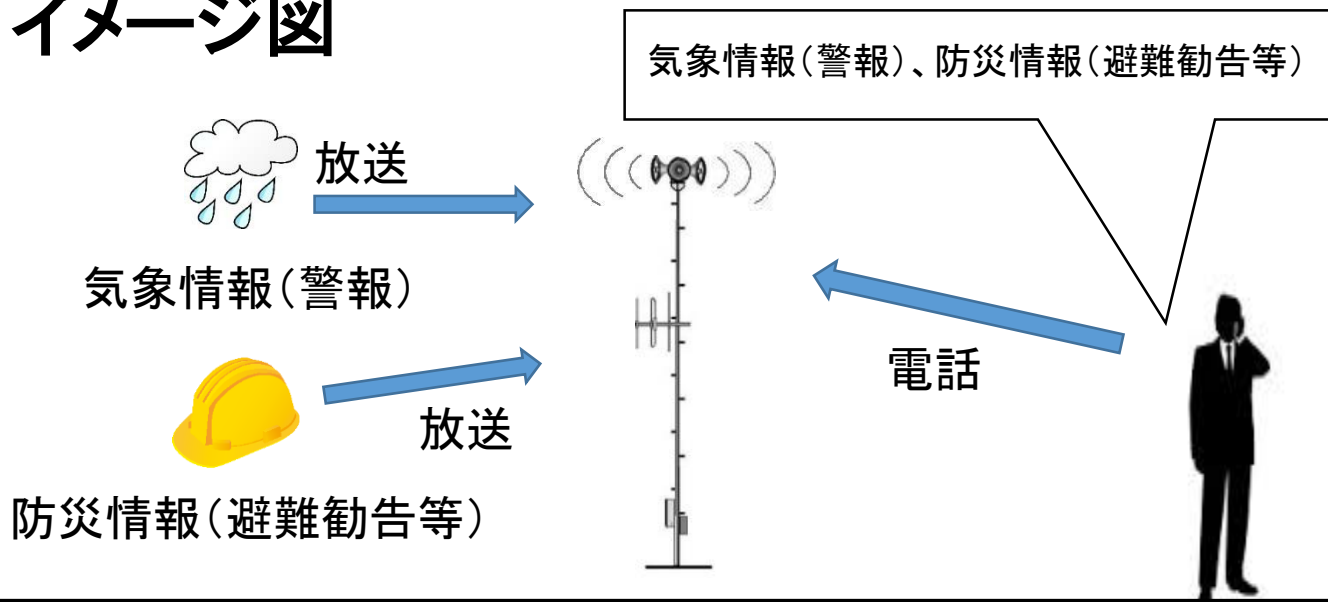 イメージ図
気象情報(警報)、防災情報(避難勧告等)
放送
気象情報(警報)
電話
放送
防災情報(避難勧告等)